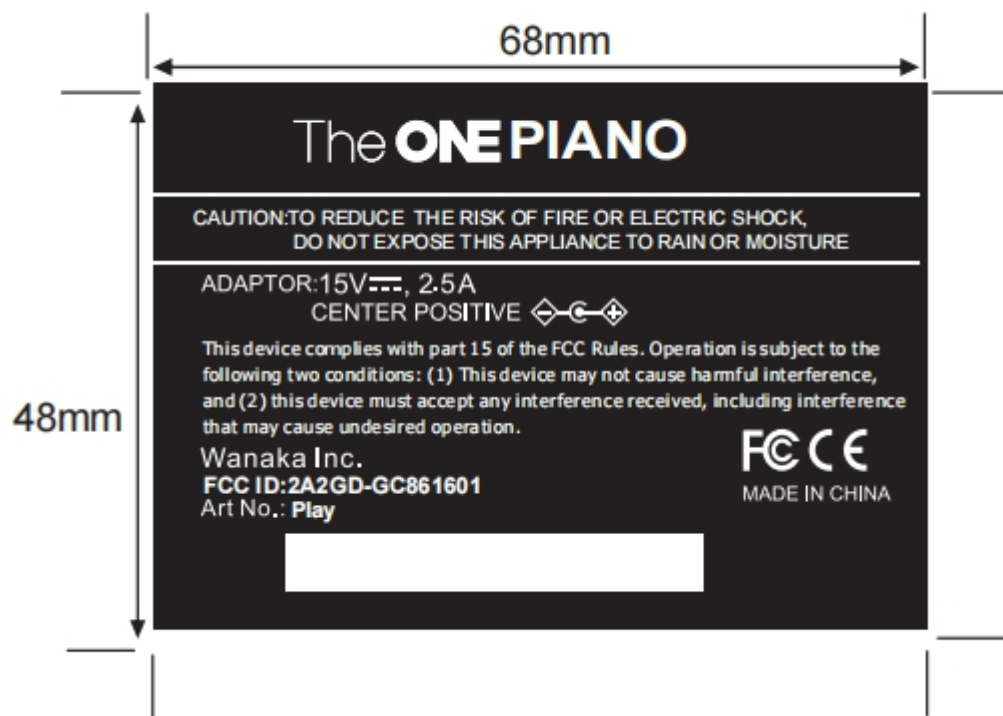 68mm
The ONE PIANO
CAUTION:TO REDUCE THE RISK OF FIRE OR ELECTRIC SHOCK,
DO NOT EXPOSE THIS APPLIANCE TO RAIN OR MOISTURE
ADAPTOR:15V⎓, 2.5A
CENTER POSITIVE
This device complies with part 15 of the FCC Rules. Operation is subject to the
following two conditions: (1) This device may not cause harmful interference,
and (2) this device must accept any interference received, including interference
that may cause undesired operation.
48mm
Wanaka Inc.
FCC ID:2A2GD-GC861601
Art No.: Play
FC CE
MADE IN CHINA